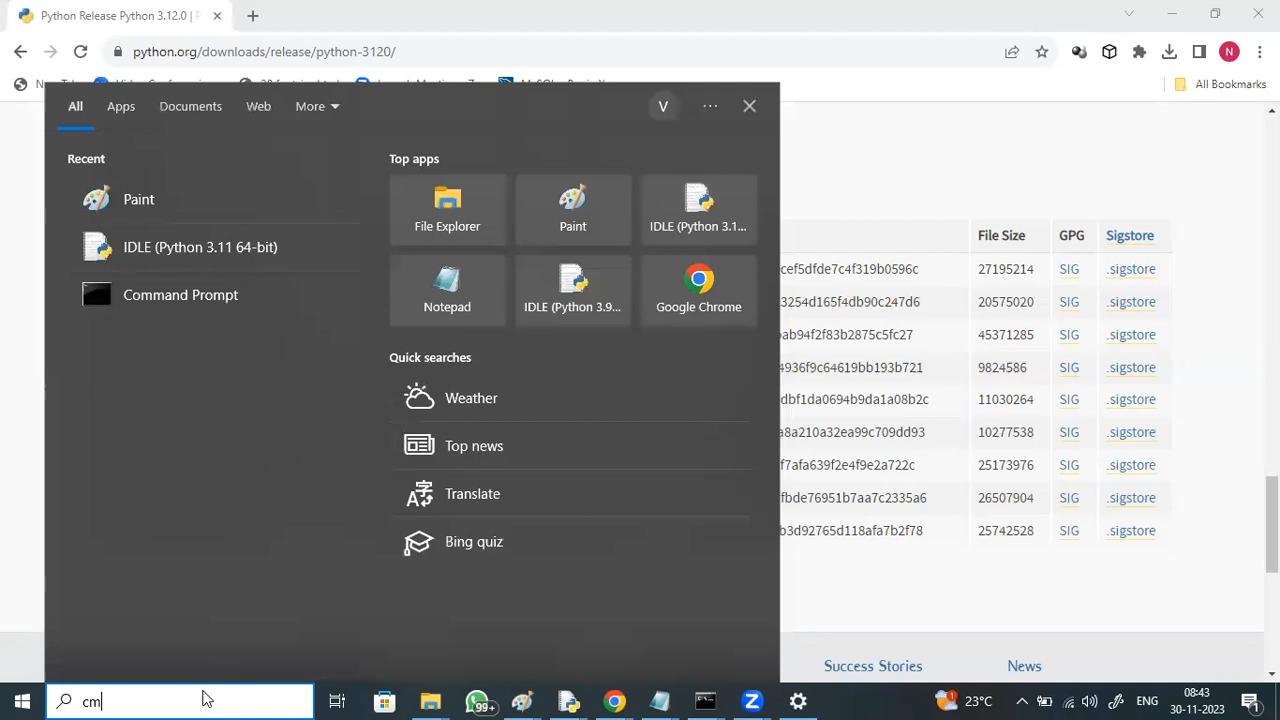 Python Release Python 3.12.0 |
python.org/downloads/release/python-3120/
N
All Bookmarks
All Apps Documents Web More
V
Recent
Paint
IDLE (Python 3.11 64-bit)
Command Prompt
Top apps
File Explorer
Paint
IDLE (Python 3.1...
Notepad
IDLE (Python 3.9...
Google Chrome
Quick searches
Weather
Top news
Translate
Bing quiz
File Size GPG Sigstore
cef5dfde7c4f319b0596c 27195214 SIG .sigstore
3254d165f4db90c247d6 20575020 SIG .sigstore
ab94f2f83b2875c5fc27 45371285 SIG .sigstore
4936f9c64619bb193b721 9824586 SIG .sigstore
dbf1da0694b9da1a08b2c 11030264 SIG .sigstore
a8a210a32ea99c709dd93 10277538 SIG .sigstore
f7afa639f2e4f9e2a722c 25173976 SIG .sigstore
fbde76951b7aa7c2335a6 26507904 SIG .sigstore
b3d92765d118afa7b2f78 25742528 SIG .sigstore
Success Stories News
cm
99+
23°C
ENG
08:43
30-11-2023
1